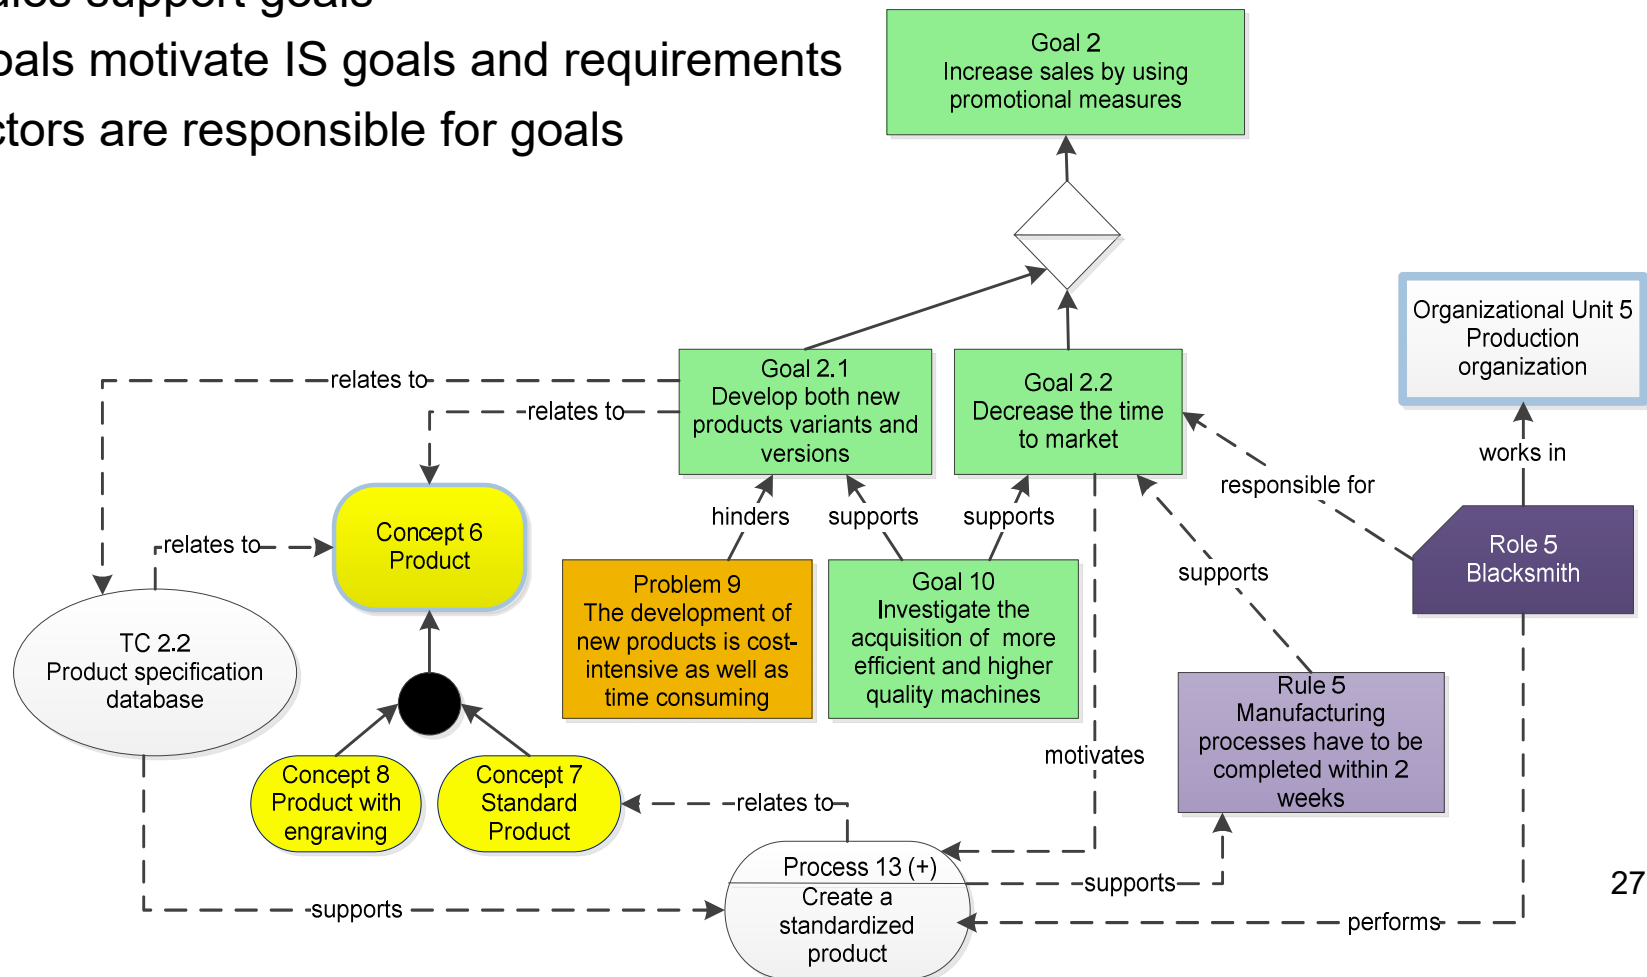 support goals
motivate IS goals and requirements
are responsible for goals
Goal 2
Increase sales by using
promotional measures
Organizational Unit 5
Production
organization
Goal 2.1
Develop both new
products variants and
versions
Goal 2.2
Decrease the time
to market
relates to
relates to
works in
responsible for
hinders
supports
supports
Concept 6
Product
relates to
Role 5
Blacksmith
supports
Problem 9
The development of
new products is cost-
intensive as well as
time consuming
Goal 10
Investigate the
acquisition of more
efficient and higher
quality machines
TC 2.2
Product specification
database
Rule 5
Manufacturing
processes have to be
completed within 2
weeks
motivates
Concept 8
Product with
engraving
Concept 7
Standard
Product
relates to
Process 13 (+)
Create a
standardized
product
supports
supports
performs
27